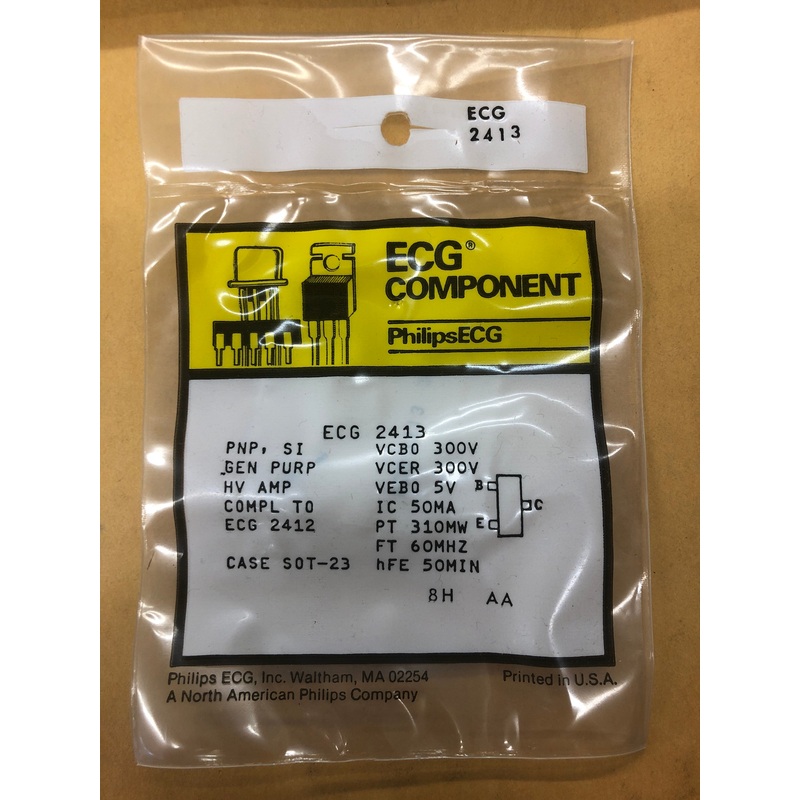 ECG
2413
ECG®
COMPONENT
PhilipsECG
ECG 2413
PNP, SI VCBO 300V
GEN PURP VCER 300V
HV AMP VEBO 5V
COMPL TO IC 50MA
ECG 2412 PT 310MW
FT 60MHZ
CASE SOT-23 hFE 50MIN
B
C
E
8H AA
Philips ECG, Inc. Waltham, MA 02254 Printed in U.S.A.
A North American Philips Company